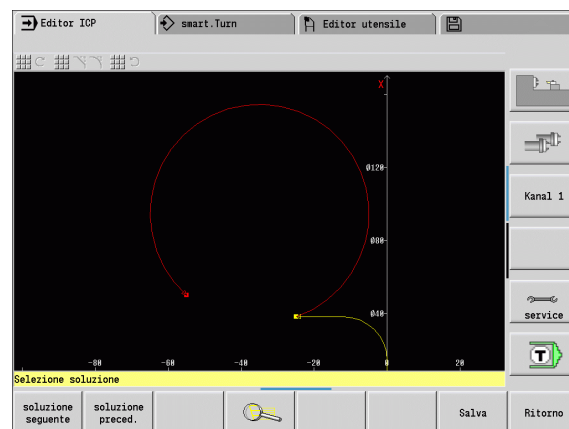 Editor ICP
smart.Turn
Editor utensile
X
Ø120
Kanal 1
Ø80
Ø40
service
T
-80
-60
-40
-20
0
20
Selezione soluzione
soluzione seguente
soluzione preced.
Salva
Ritorno